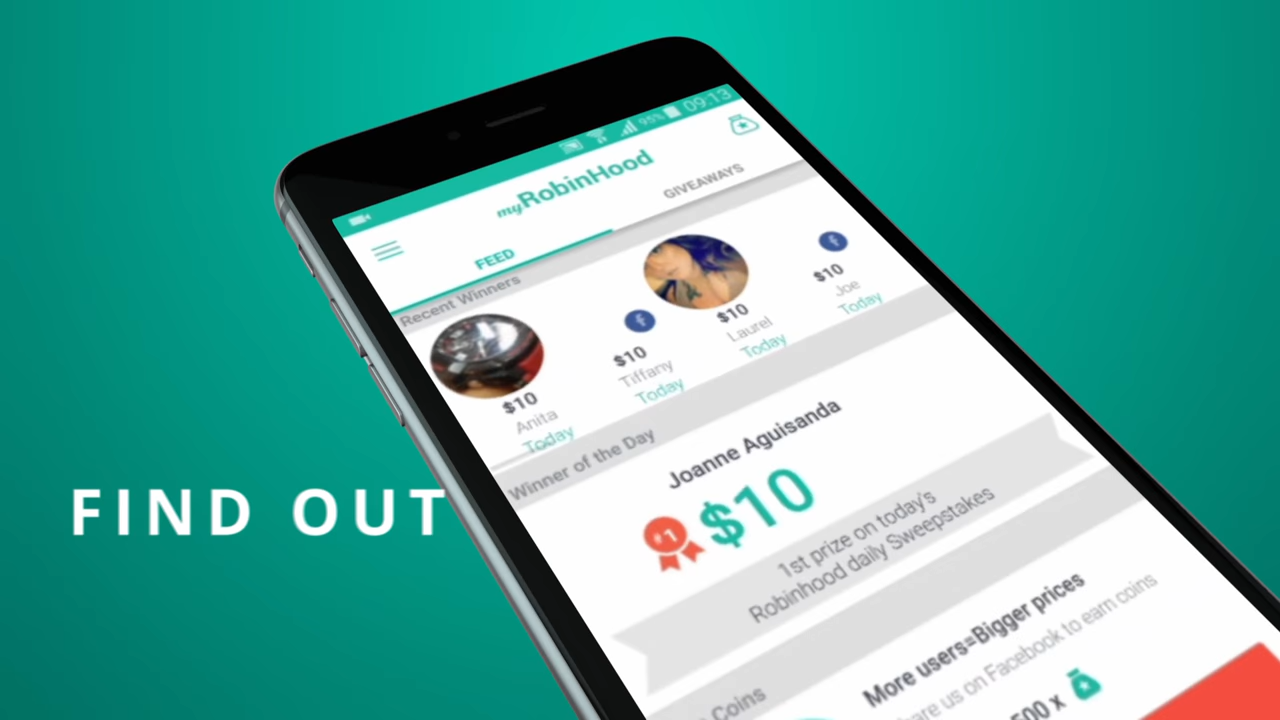 09:13
95%
myRobinHood
FEED
GIVEAWAYS
Recent Winners
$10
Anita
Today
$10
Tiffany
Today
$10
Laurel
Today
$10
Joe
Today
Winner of the Day
Joanne Aguisanda
#1
$10
1st prize on today's
Robinhood daily Sweepstakes
Coins
More users=Bigger prices
us on Facebook to earn coins
500 x
FIND OUT